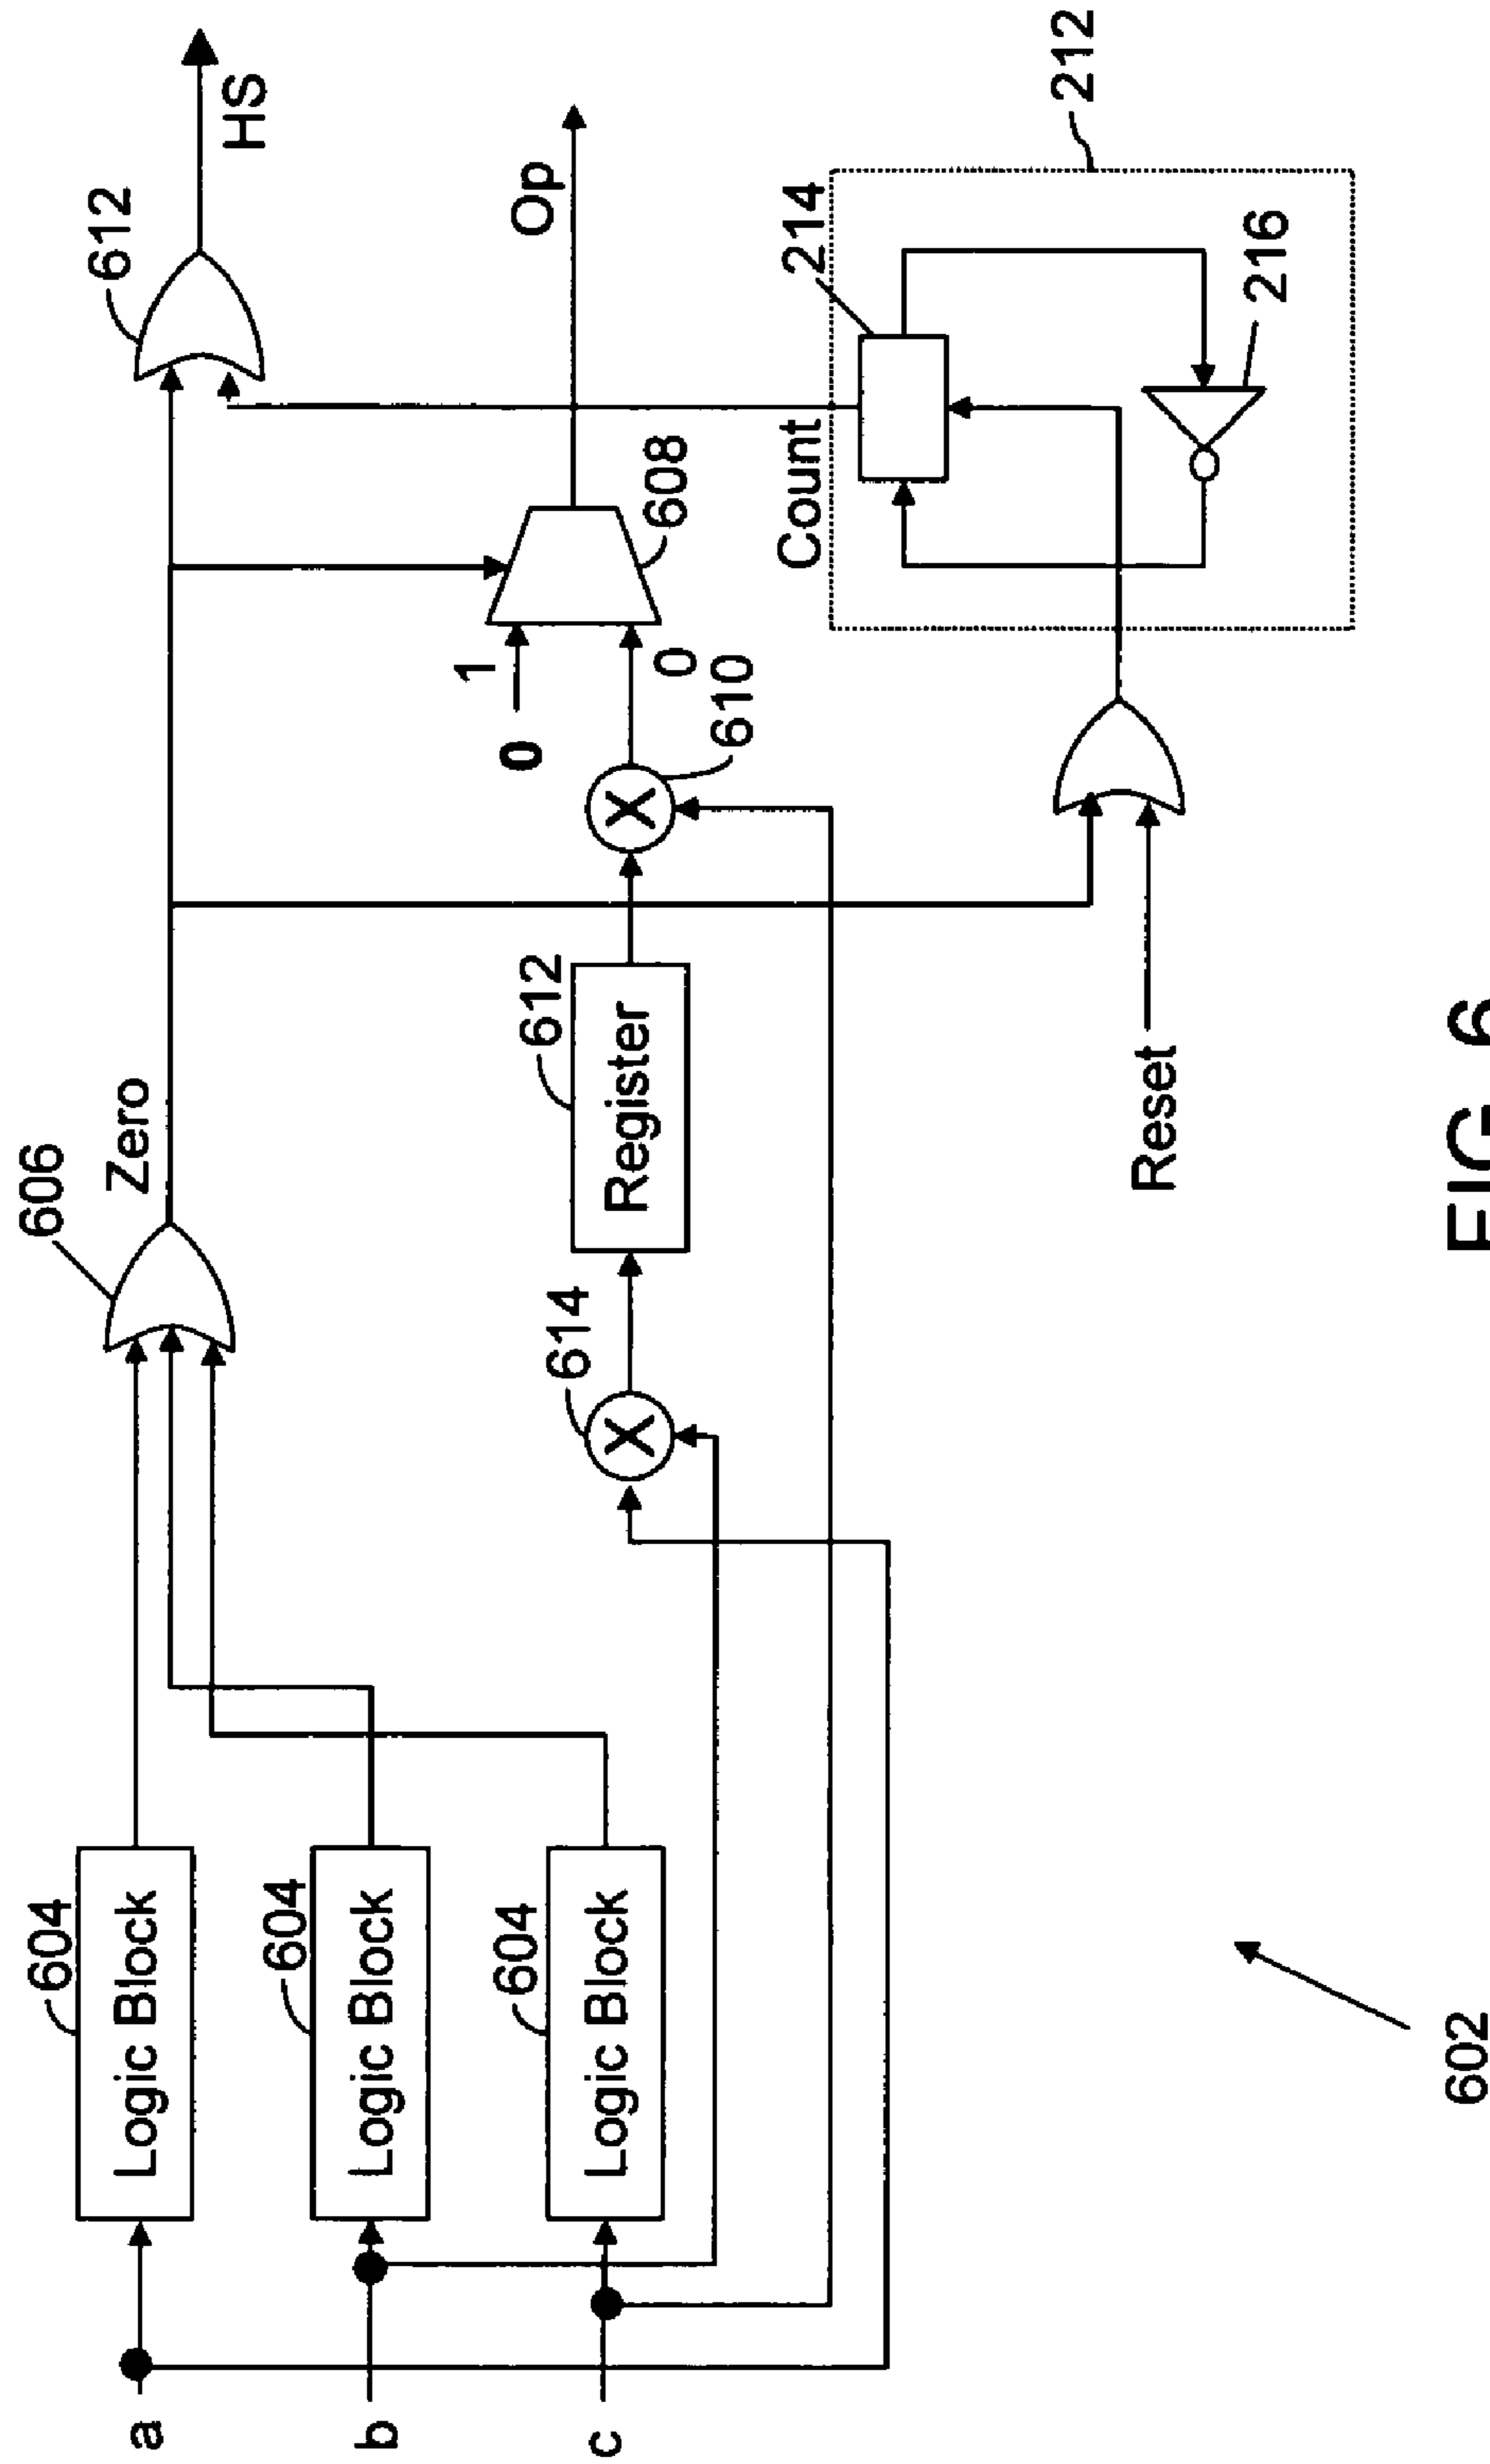 a
b
c
604
Logic Block
604
Logic Block
604
Logic Block
606
Zero
614
612
Register
610
0
1
0
608
Op
612
HS
Reset
Count
214
216
212
602
FIG. 6